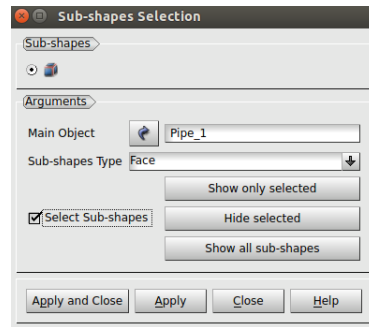 Sub-shapes Selection
Sub-shapes
Arguments
Main Object Pipe_1
Sub-shapes Type Face
Show only selected
Select Sub-shapes Hide selected
Show all sub-shapes
Apply and Close Apply Close Help